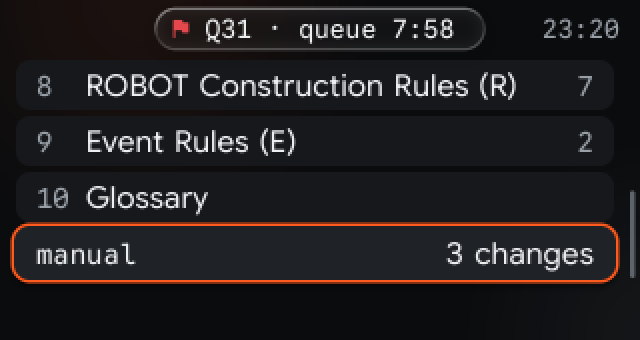 Q31 · queue 7:58 23:20
8 ROBOT Construction Rules (R) 7
9 Event Rules (E) 2
10 Glossary
manual 3 changes